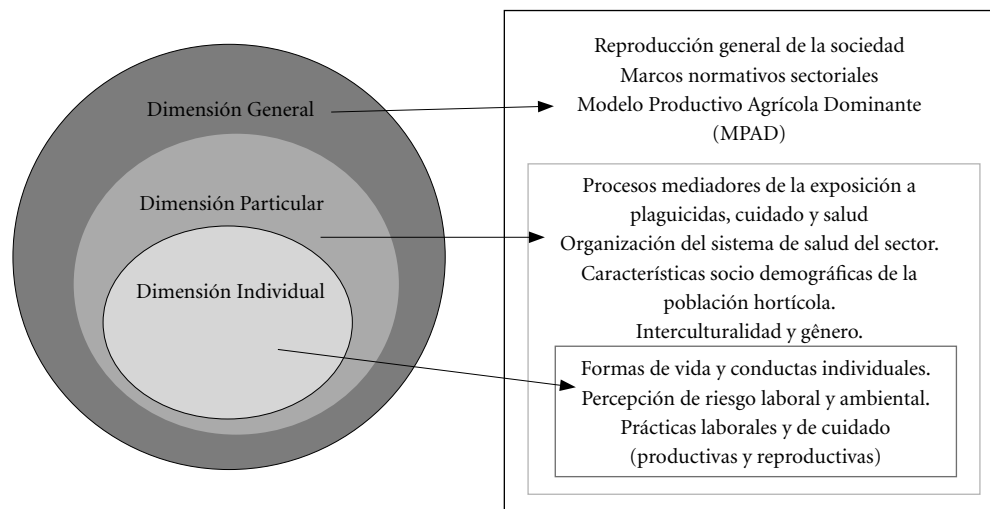 Dimensión General
Dimensión Particular
Dimensión Individual
Reproducción general de la sociedad
Marcos normativos sectoriales
Modelo Productivo Agrícola Dominante
(MPAD)
Procesos mediadores de la exposición a
plaguicidas, cuidado y salud
Organización del sistema de salud del sector.
Características socio demográficas de la
población hortícola.
Interculturalidad y gênero.
Formas de vida y conductas individuales.
Percepción de riesgo laboral y ambiental.
Prácticas laborales y de cuidado
(productivas y reproductivas)